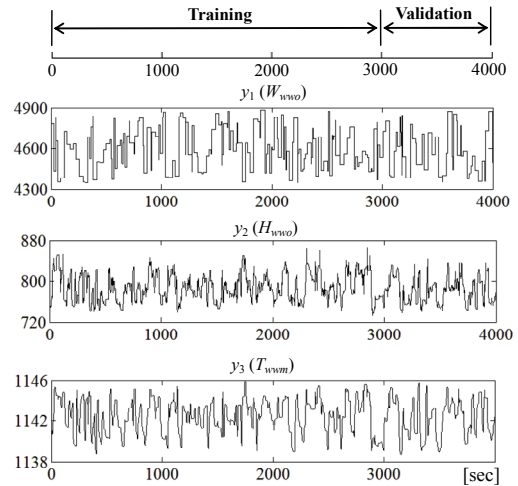 Training Validation
0 1000 2000 3000 4000
y1 (Wwwo)
4900
4600
4300
0 1000 2000 3000 4000
y2 (Hwwo)
880
800
720
0 1000 2000 3000 4000
y3 (Twwm)
1146
1142
1138
0 1000 2000 3000 [sec]